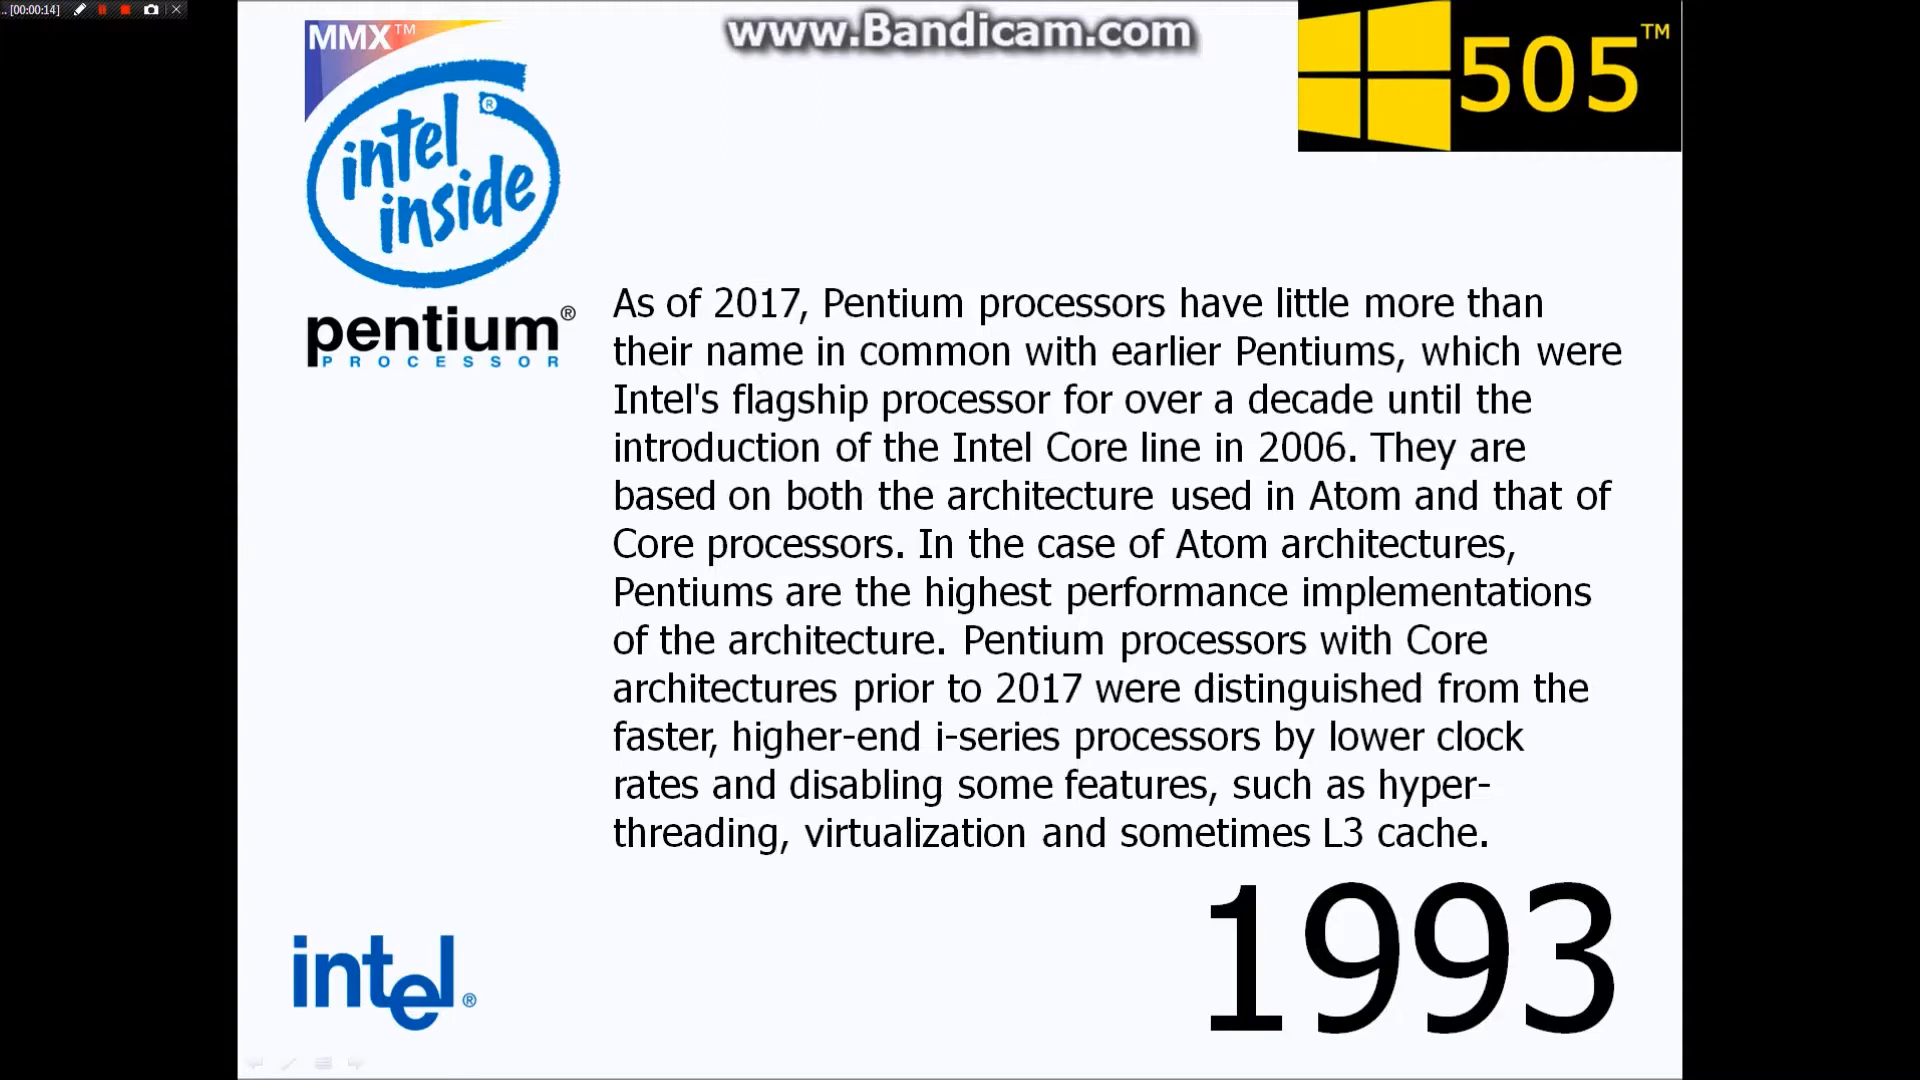 .. [00:00:14]
www.Bandicam.com
MMX™
505™
intel®
inside
pentium®
PROCESSOR
As of 2017, Pentium processors have little more than
their name in common with earlier Pentiums, which were
Intel's flagship processor for over a decade until the
introduction of the Intel Core line in 2006. They are
based on both the architecture used in Atom and that of
Core processors. In the case of Atom architectures,
Pentiums are the highest performance implementations
of the architecture. Pentium processors with Core
architectures prior to 2017 were distinguished from the
faster, higher-end i-series processors by lower clock
rates and disabling some features, such as hyper-
threading, virtualization and sometimes L3 cache.
1993
intel®